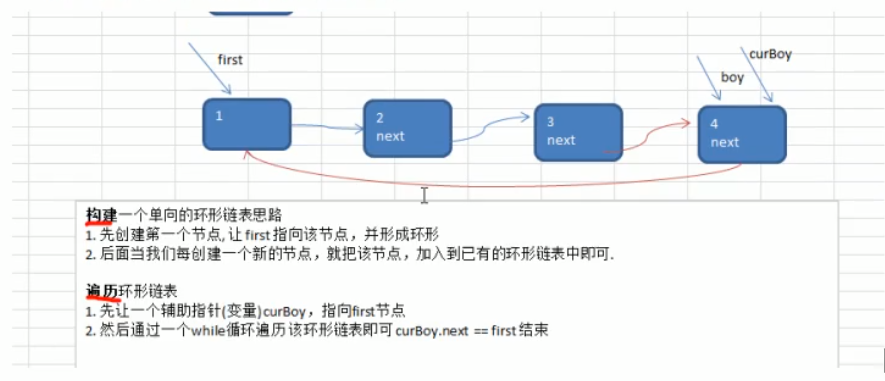 first
curBoy
boy
1
2
next
3
next
4
next
构建一个单向的环形链表思路
1. 先创建第一个节点, 让 first 指向该节点，并形成环形
2. 后面当我们每创建一个新的节点，就把该节点，加入到已有的环形链表中即可.
遍历环形链表
1. 先让一个辅助指针(变量) curBoy，指向first节点
2. 然后通过一个while循环遍历 该环形链表即可 curBoy.next == first 结束